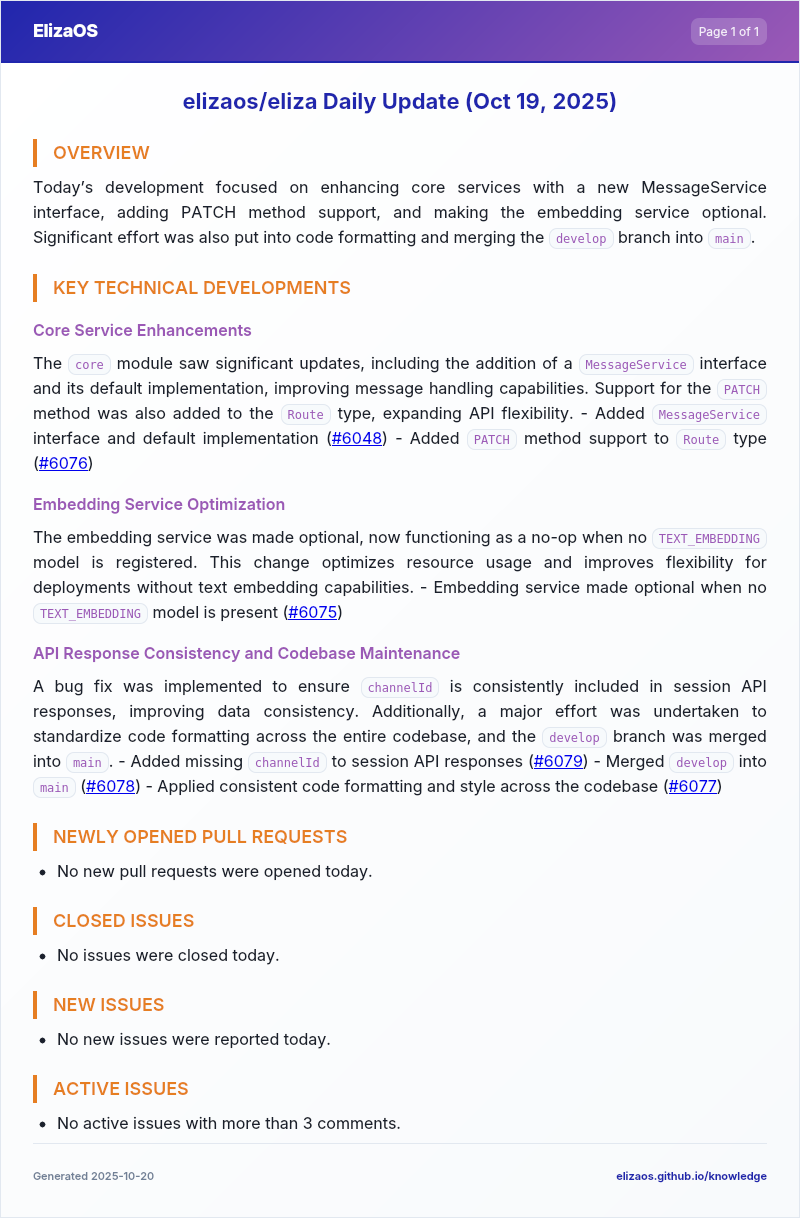 ElizaOS
Page 1 of 1
elizaos/eliza Daily Update (Oct 19, 2025)
OVERVIEW
Today's development focused on enhancing core services with a new MessageService
interface, adding PATCH method support, and making the embedding service optional.
Significant effort was also put into code formatting and merging the develop branch into main.
KEY TECHNICAL DEVELOPMENTS
Core Service Enhancements
The core module saw significant updates, including the addition of a MessageService interface
and its default implementation, improving message handling capabilities. Support for the PATCH
method was also added to the Route type, expanding API flexibility. - Added MessageService
interface and default implementation (#6048) - Added PATCH method support to Route type
(#6076)
Embedding Service Optimization
The embedding service was made optional, now functioning as a no-op when no TEXT_EMBEDDING
model is registered. This change optimizes resource usage and improves flexibility for
deployments without text embedding capabilities. - Embedding service made optional when no
TEXT_EMBEDDING model is present (#6075)
API Response Consistency and Codebase Maintenance
A bug fix was implemented to ensure channelId is consistently included in session API
responses, improving data consistency. Additionally, a major effort was undertaken to
standardize code formatting across the entire codebase, and the develop branch was merged
into main. - Added missing channelId to session API responses (#6079) - Merged develop into
main (#6078) - Applied consistent code formatting and style across the codebase (#6077)
NEWLY OPENED PULL REQUESTS
• No new pull requests were opened today.
CLOSED ISSUES
• No issues were closed today.
NEW ISSUES
• No new issues were reported today.
ACTIVE ISSUES
• No active issues with more than 3 comments.
Generated 2025-10-20
elizaos.github.io/knowledge